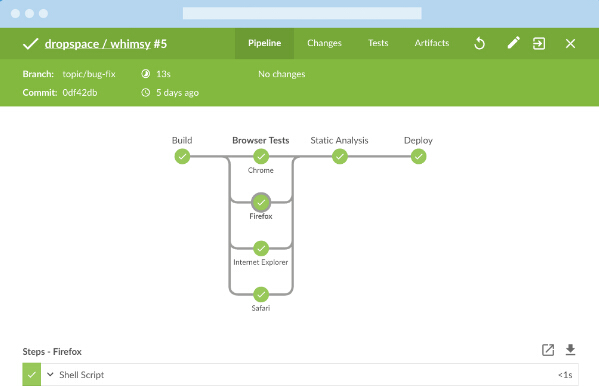 dropspace / whimsy #5
Pipeline Changes Tests Artifacts
Branch: topic/bug-fix 13s No changes
Commit: 0df42db 5 days ago
Build Browser Tests Static Analysis Deploy
Chrome
Firefox
Internet Explorer
Safari
Steps - Firefox
Shell Script <1s